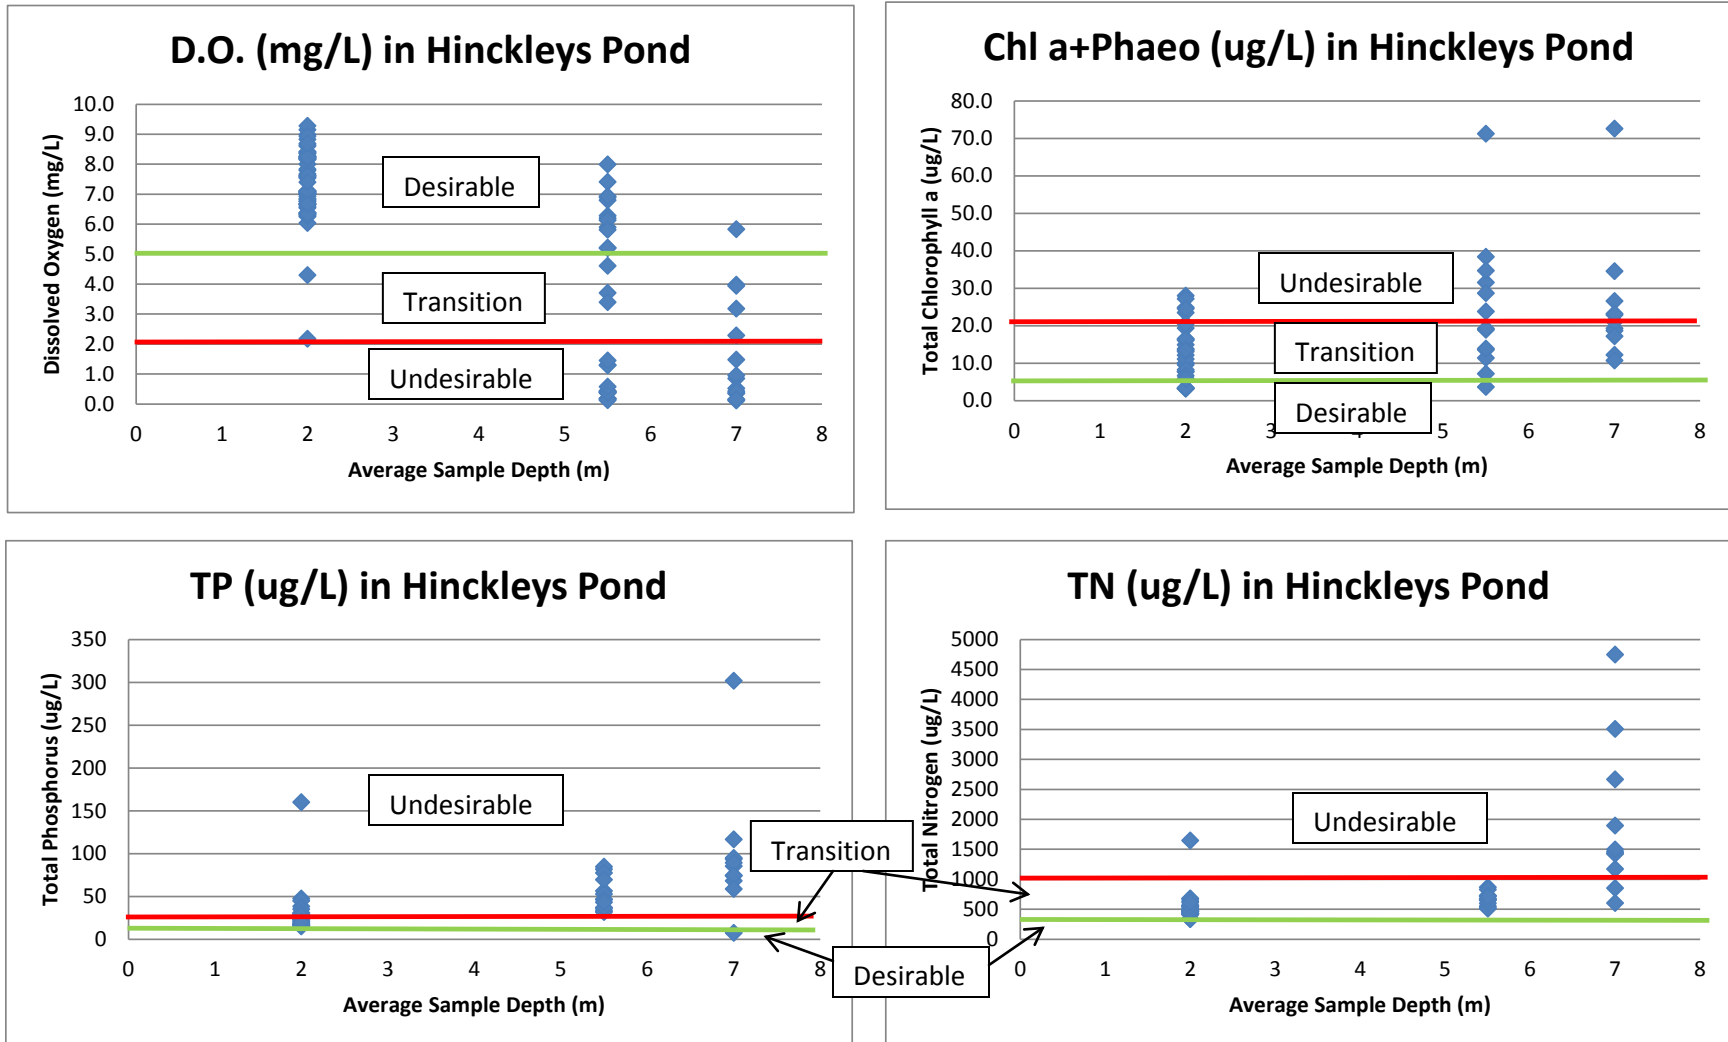 D.O. (mg/L) in Hinckleys Pond
Dissolved Oxygen (mg/L)
10.0
9.0
8.0
7.0
6.0
5.0
4.0
3.0
2.0
1.0
0.0
Desirable
Transition
Undesirable
0 1 2 3 4 5 6 7 8
Average Sample Depth (m)
Chl a+Phaeo (ug/L) in Hinckleys Pond
Total Chlorophyll a (ug/L)
80.0
70.0
60.0
50.0
40.0
30.0
20.0
10.0
0.0
Undesirable
Transition
Desirable
0 1 2 3 4 5 6 7 8
Average Sample Depth (m)
TP (ug/L) in Hinckleys Pond
Total Phosphorus (ug/L)
350
300
250
200
150
100
50
0
Undesirable
Transition
Desirable
0 1 2 3 4 5 6 7 8
Average Sample Depth (m)
TN (ug/L) in Hinckleys Pond
Total Nitrogen (ug/L)
5000
4500
4000
3500
3000
2500
2000
1500
1000
500
0
Undesirable
0 1 2 3 4 5 6 7 8
Average Sample Depth (m)